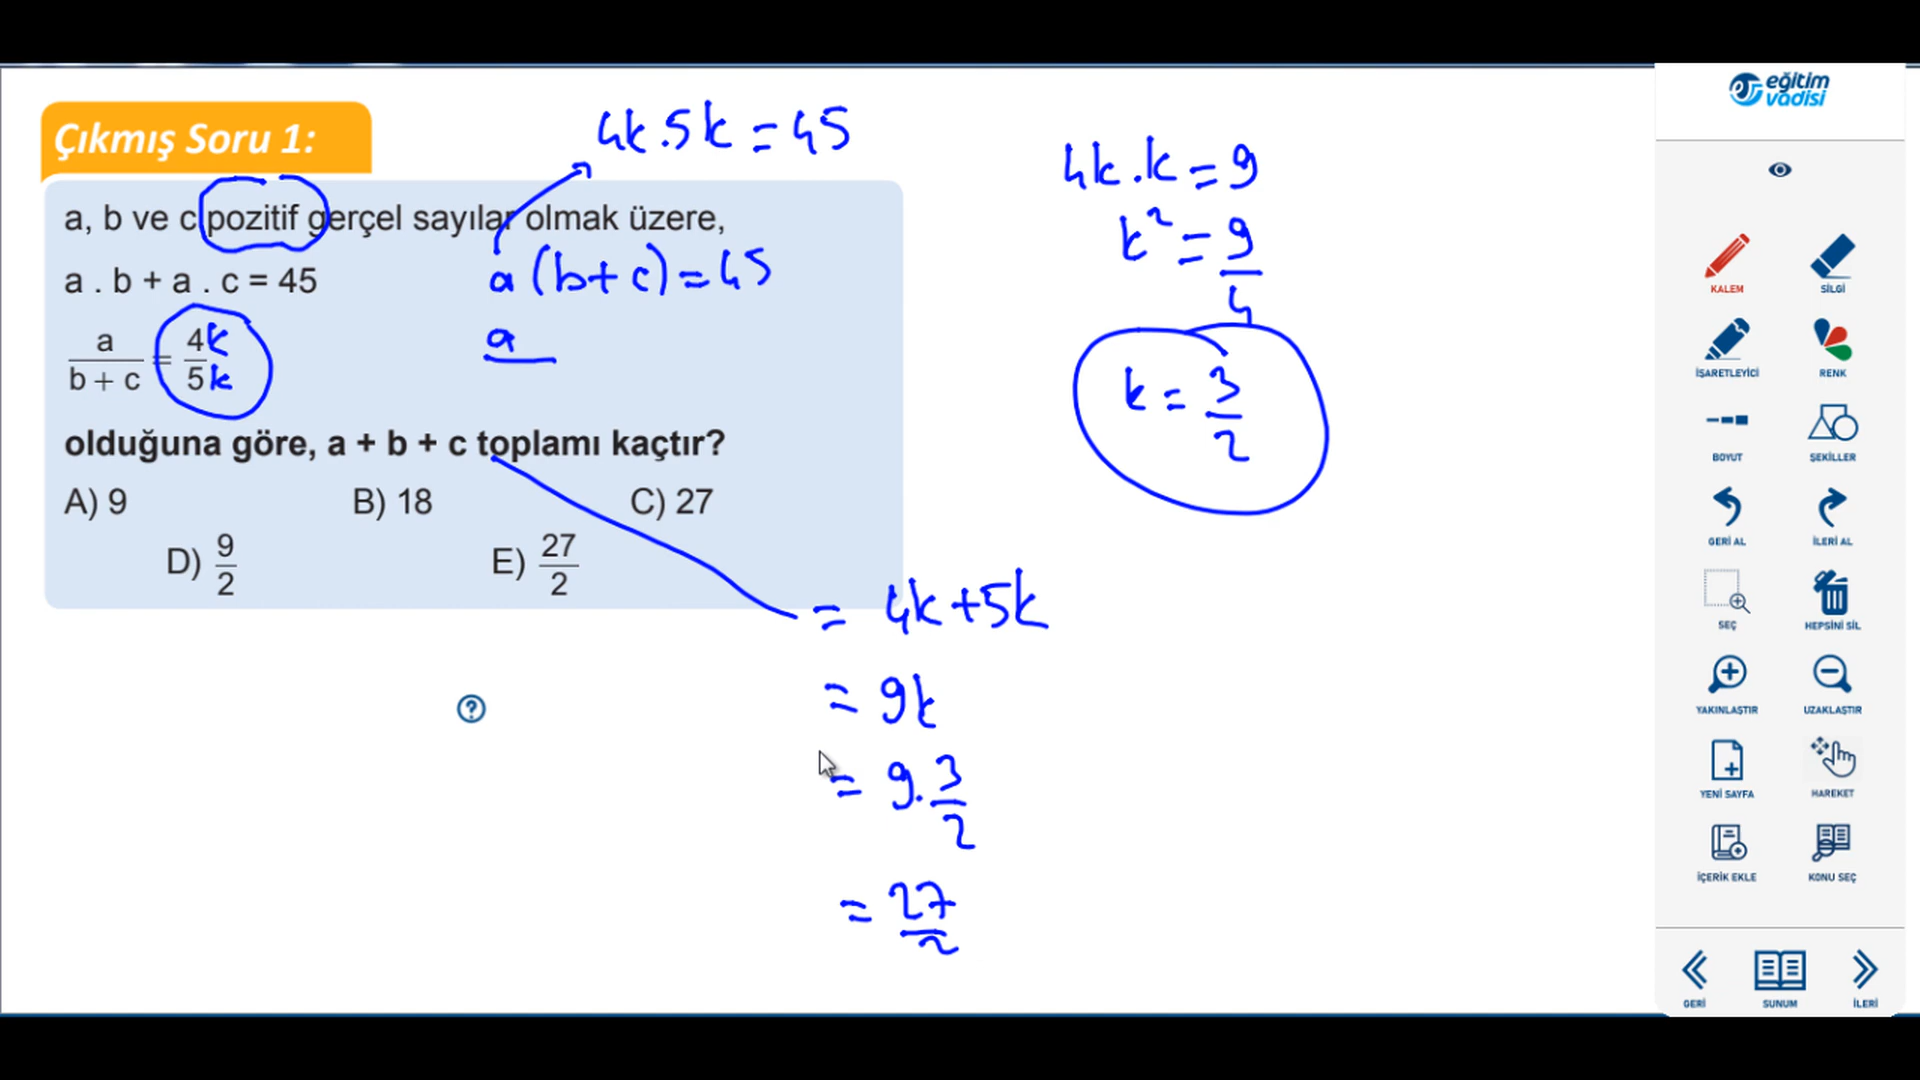 Çıkmış Soru 1:
a, b ve c pozitif gerçel sayılar olmak üzere,
a . b + a . c = 45
a / b + c = 4k / 5k
olduğuna göre, a + b + c toplamı kaçtır?
A) 9 B) 18 C) 27
D) 9/2 E) 27/2
4k.5k = 45
a (b+c) = 45
a
4k.k = 9
k² = 9/4
k = 3/2
= 4k+5k
= 9k
= 9.3/2
= 27/2
?
eğitim vadisi
KALEM SİLGİ
İŞARETLEYİCİ RENK
BOYUT ŞEKİLLER
GERİ AL İLERİ AL
SEÇ HEPSİNİ SİL
YAKINLAŞTIR UZAKLAŞTIR
YENİ SAYFA HAREKET
İÇERİK EKLE KONU SEÇ
GERİ SUNUM İLERİ